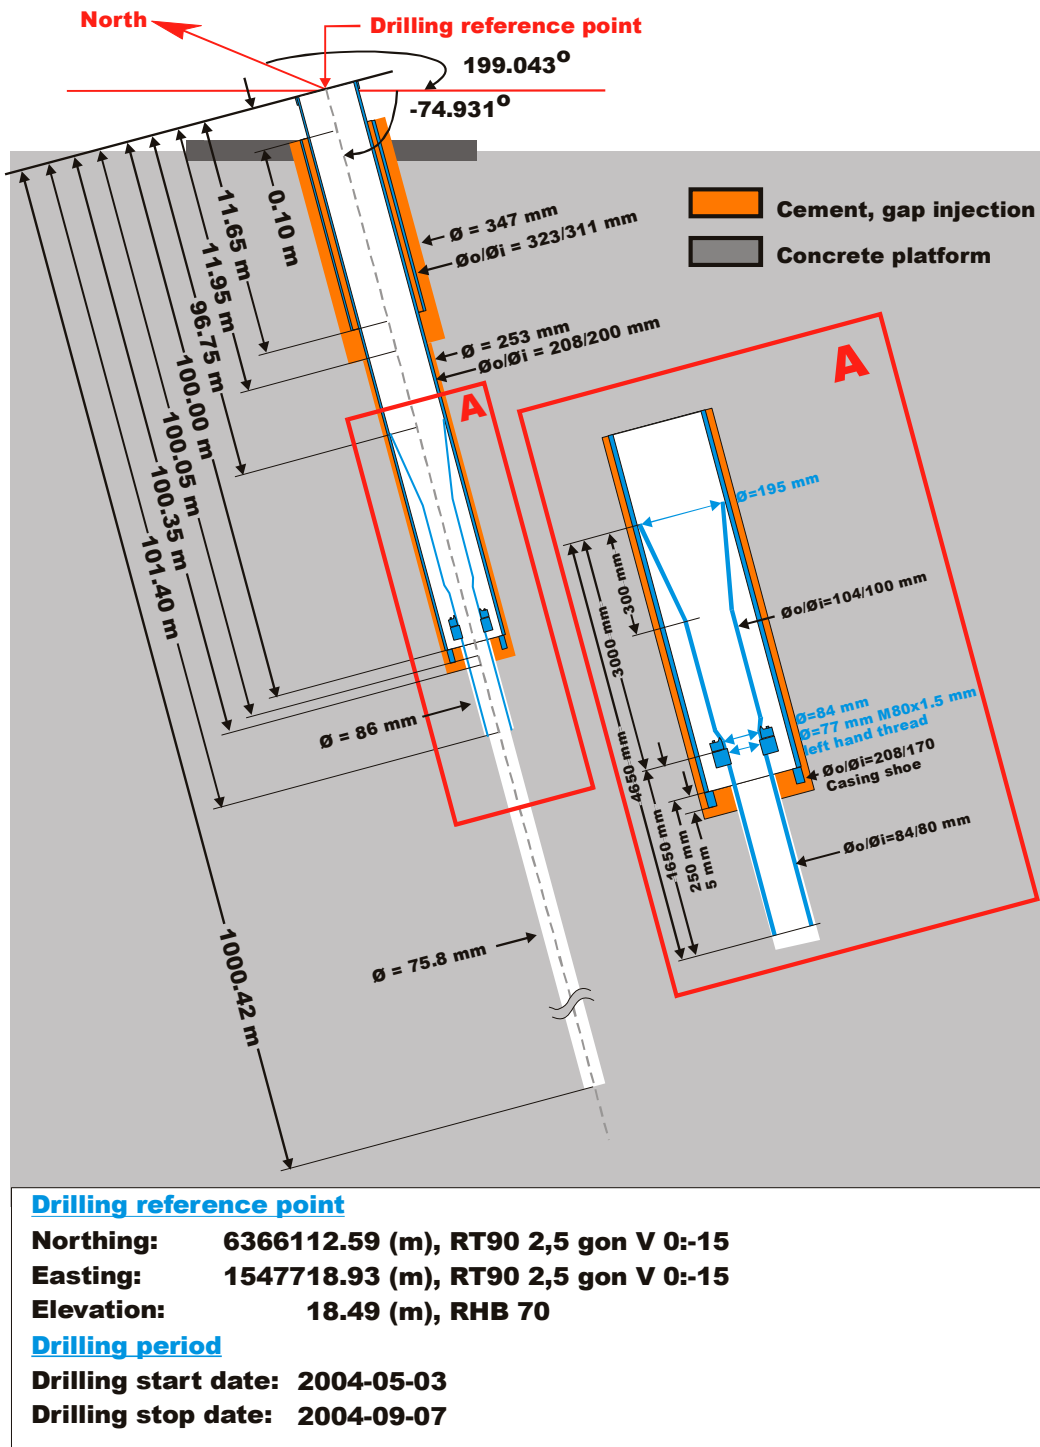 North
Drilling reference point
199.043°
-74.931°
0.10 m
11.65 m
11.95 m
96.75 m
100.00 m
100.05 m
100.35 m
101.40 m
1000.42 m
Ø = 347 mm
Øo/Øi = 323/311 mm
Ø = 253 mm
Øo/Øi = 208/200 mm
A
Ø = 86 mm
Ø = 75.8 mm
Cement, gap injection
Concrete platform
A
Ø=195 mm
300 mm
3000 mm
4650 mm
Øo/Øi=104/100 mm
Ø=84 mm
Ø=77 mm M80x1.5 mm
left hand thread
Øo/Øi=208/170
Casing shoe
1650 mm
250 mm
5 mm
Øo/Øi=84/80 mm
Drilling reference point
Northing: 6366112.59 (m), RT90 2,5 gon V 0:-15
Easting: 1547718.93 (m), RT90 2,5 gon V 0:-15
Elevation: 18.49 (m), RHB 70
Drilling period
Drilling start date: 2004-05-03
Drilling stop date: 2004-09-07